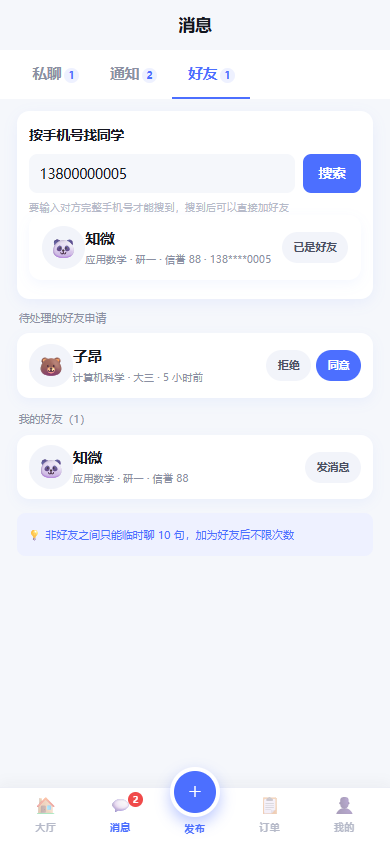 消息
私聊 1 通知 2 好友 1
按手机号找同学
13800000005 搜索
要输入对方完整手机号才能搜到，搜到后可以直接加好友
知微
应用数学 · 研一 · 信誉 88 · 138****0005 已是好友
待处理的好友申请
子昂
计算机科学 · 大三 · 5 小时前 拒绝 同意
我的好友（1）
知微
应用数学 · 研一 · 信誉 88 发消息
非好友之间只能临时聊 10 句，加为好友后不限次数
2
+
大厅 消息 发布 订单 我的